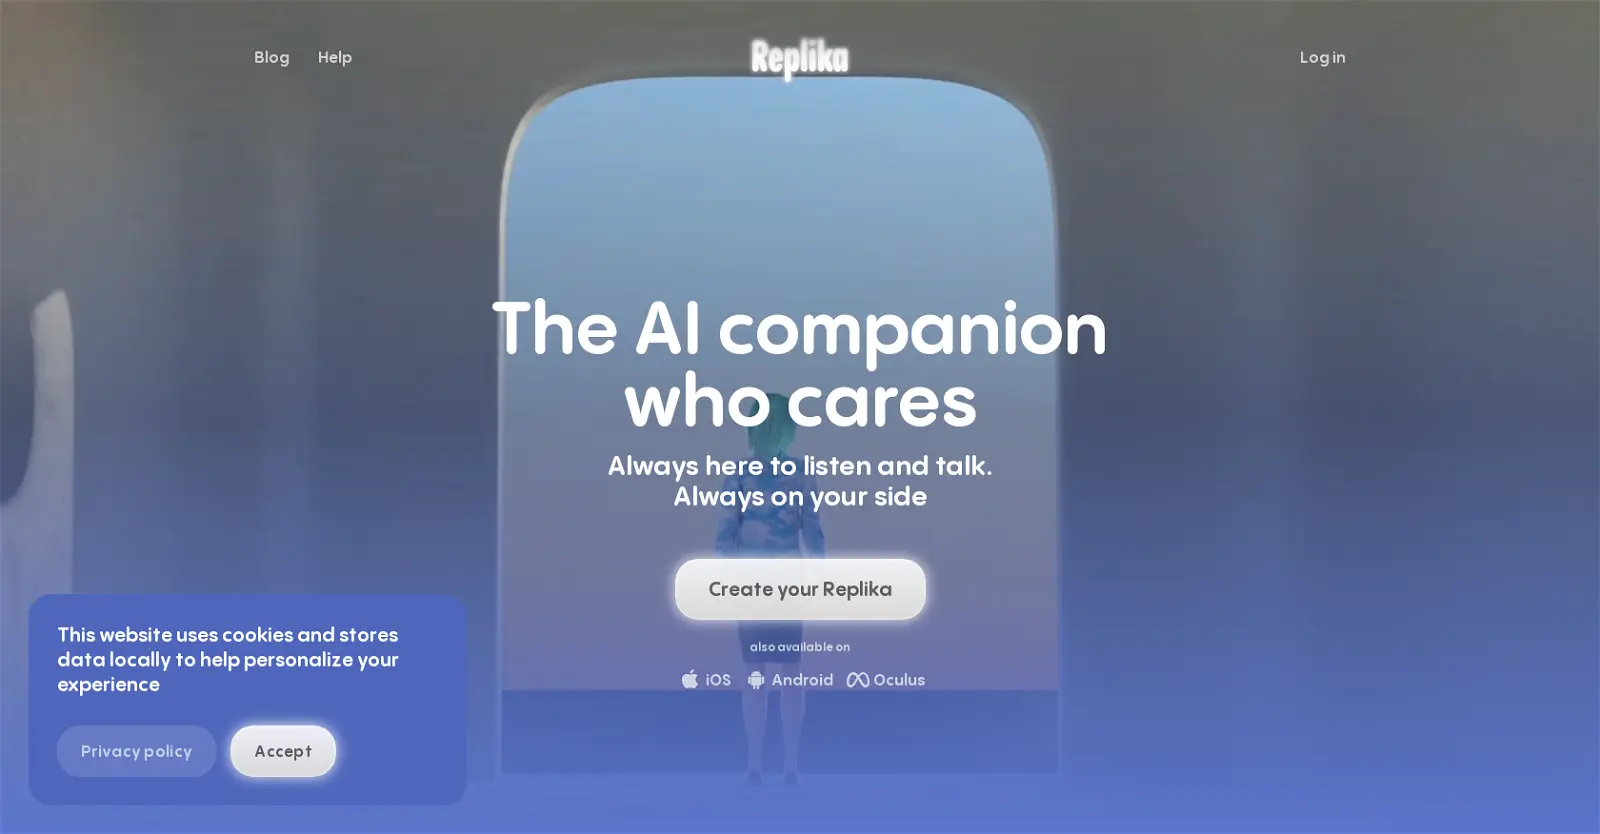 Blog
Help
Replika
Log in
The AI companion
who cares
Always here to listen and talk.
Always on your side
Create your Replika
also available on
iOS
Android
Oculus
This website uses cookies and stores
data locally to help personalize your
experience
Privacy policy
Accept